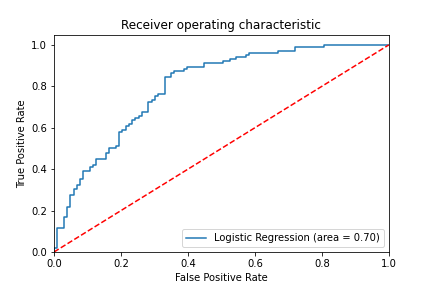 Receiver operating characteristic
True Positive Rate
1.0
0.8
0.6
0.4
0.2
0.0
Logistic Regression (area = 0.70)
0.0 0.2 0.4 0.6 0.8 1.0
False Positive Rate